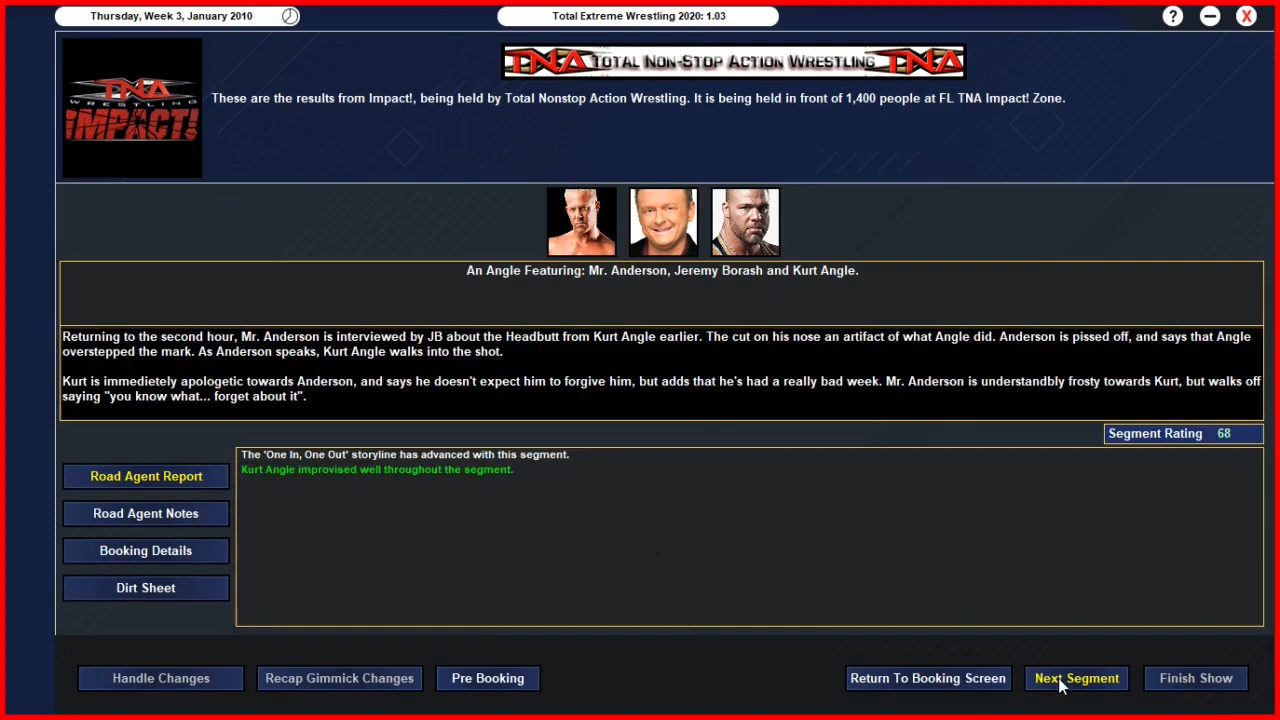 Thursday, Week 3, January 2010
Total Extreme Wrestling 2020: 1.03
?
X
TNA
WRESTLING
iMPACT!
TNA TOTAL NON-STOP ACTION WRESTLING TNA
These are the results from Impact!, being held by Total Nonstop Action Wrestling. It is being held in front of 1,400 people at FL TNA Impact! Zone.
An Angle Featuring: Mr. Anderson, Jeremy Borash and Kurt Angle.
Returning to the second hour, Mr. Anderson is interviewed by JB about the Headbutt from Kurt Angle earlier. The cut on his nose an artifact of what Angle did. Anderson is pissed off, and says that Angle
overstepped the mark. As Anderson speaks, Kurt Angle walks into the shot.
Kurt is immedietely apologetic towards Anderson, and says he doesn't expect him to forgive him, but adds that he's had a really bad week. Mr. Anderson is understandbly frosty towards Kurt, but walks off
saying "you know what... forget about it".
Segment Rating 68
The 'One In, One Out' storyline has advanced with this segment.
Kurt Angle improvised well throughout the segment.
Road Agent Report
Road Agent Notes
Booking Details
Dirt Sheet
Handle Changes
Recap Gimmick Changes
Pre Booking
Return To Booking Screen
Next Segment
Finish Show